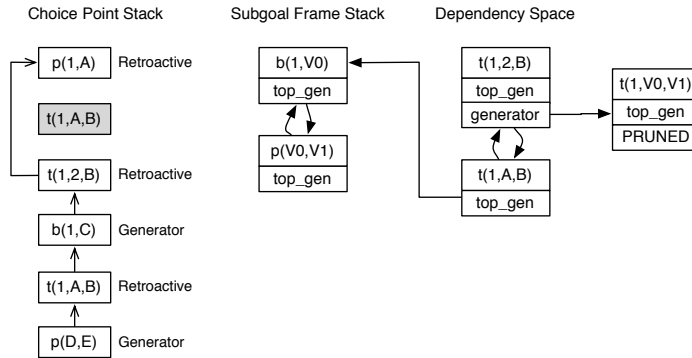 Choice Point Stack
Subgoal Frame Stack
Dependency Space
p(1,A)
Retroactive
t(1,A,B)
t(1,2,B)
Retroactive
b(1,C)
Generator
t(1,A,B)
Retroactive
p(D,E)
Generator
b(1,V0)
top_gen
p(V0,V1)
top_gen
t(1,2,B)
top_gen
generator
t(1,A,B)
top_gen
t(1,V0,V1)
top_gen
PRUNED